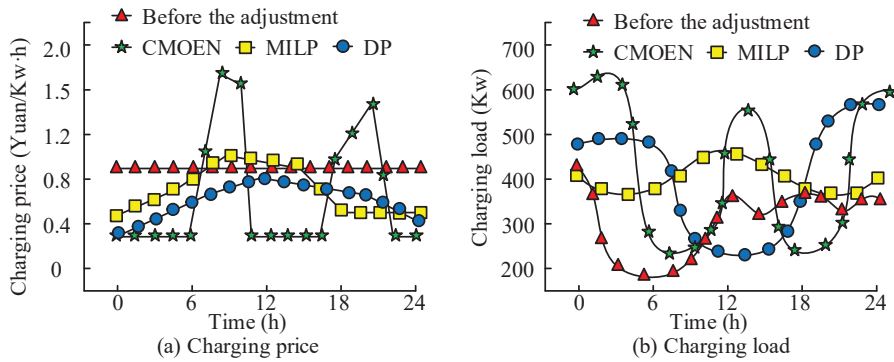 Before the adjustment
CMOEN MILP DP
Charging price (Yuan/Kw·h)
2.0
1.5
1.2
0.8
0.4
0
0 6 12 18 24
Time (h)
(a) Charging price
Before the adjustment
CMOEN MILP DP
Charging load (Kw)
700
600
500
400
300
200
0 6 12 18 24
Time (h)
(b) Charging load